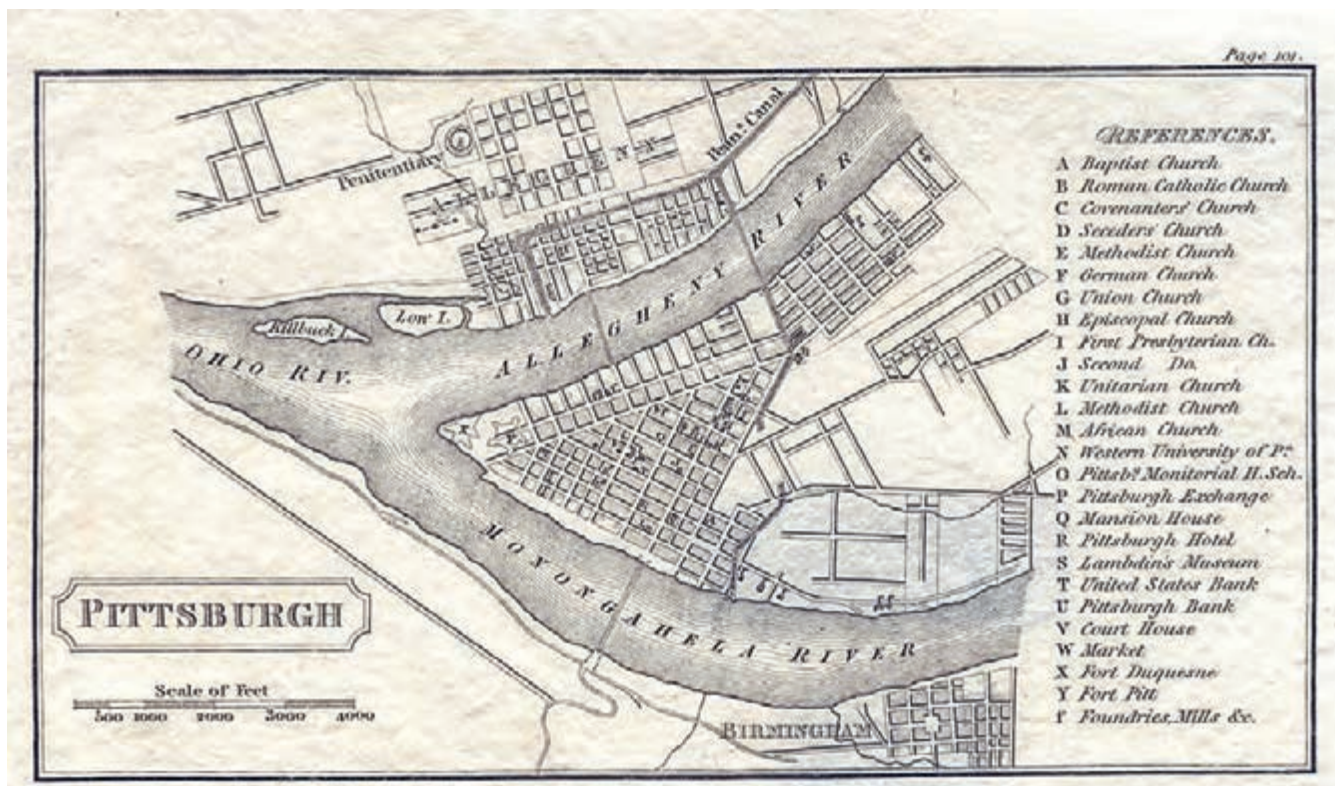 Page 101.
REFERENCES.
A Baptist Church
B Roman Catholic Church
C Covenanters' Church
D Seceders' Church
E Methodist Church
F German Church
G Union Church
H Episcopal Church
I First Presbyterian Ch.
J Second Do.
K Unitarian Church
L Methodist Church
M African Church
N Western University of Pa.
O Pittsbg. Monitorial H. Sch.
P Pittsburgh Exchange
Q Mansion House
R Pittsburgh Hotel
S Lambdin's Museum
T United States Bank
U Pittsburgh Bank
V Court House
W Market
X Fort Duquesne
Y Fort Pitt
r Foundries, Mills &c.
Penitentiary
ALLEGHENY
Penna. Canal
Killbuck
Low I.
OHIO RIV.
ALLEGHENY RIVER
MONONGAHELA RIVER
BIRMINGHAM
PITTSBURGH
Scale of Feet
500 1000 2000 3000 4000